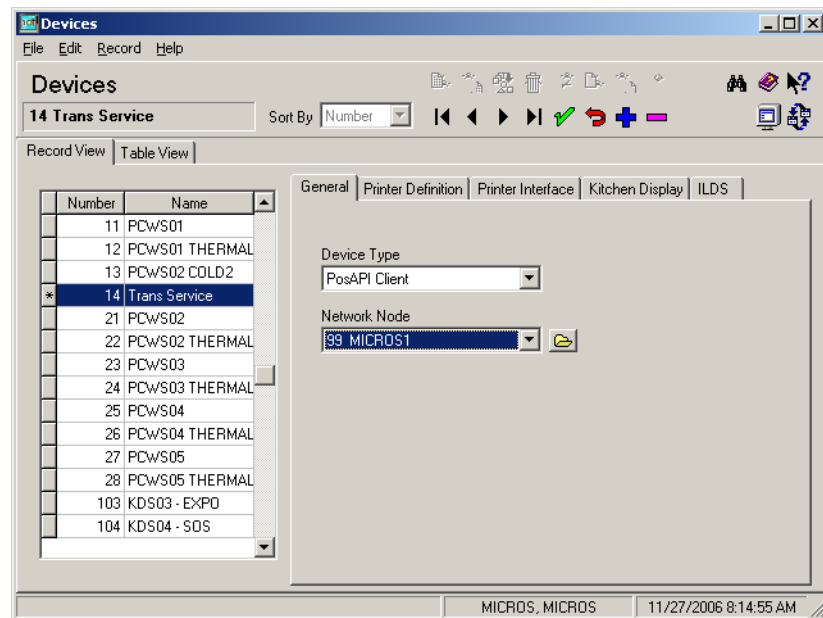 Devices
File Edit Record Help
Devices
14 Trans Service
Sort By Number
Record View Table View
General Printer Definition Printer Interface Kitchen Display ILDS
Number Name
11 PCWS01
12 PCWS01 THERMAL
13 PCWS02 COLD2
* 14 Trans Service
21 PCWS02
22 PCWS02 THERMAL
23 PCWS03
24 PCWS03 THERMAL
25 PCWS04
26 PCWS04 THERMAL
27 PCWS05
28 PCWS05 THERMAL
103 KDS03 - EXPO
104 KDS04 - SOS
Device Type
PosAPI Client
Network Node
99 MICROS1
MICROS, MICROS 11/27/2006 8:14:55 AM